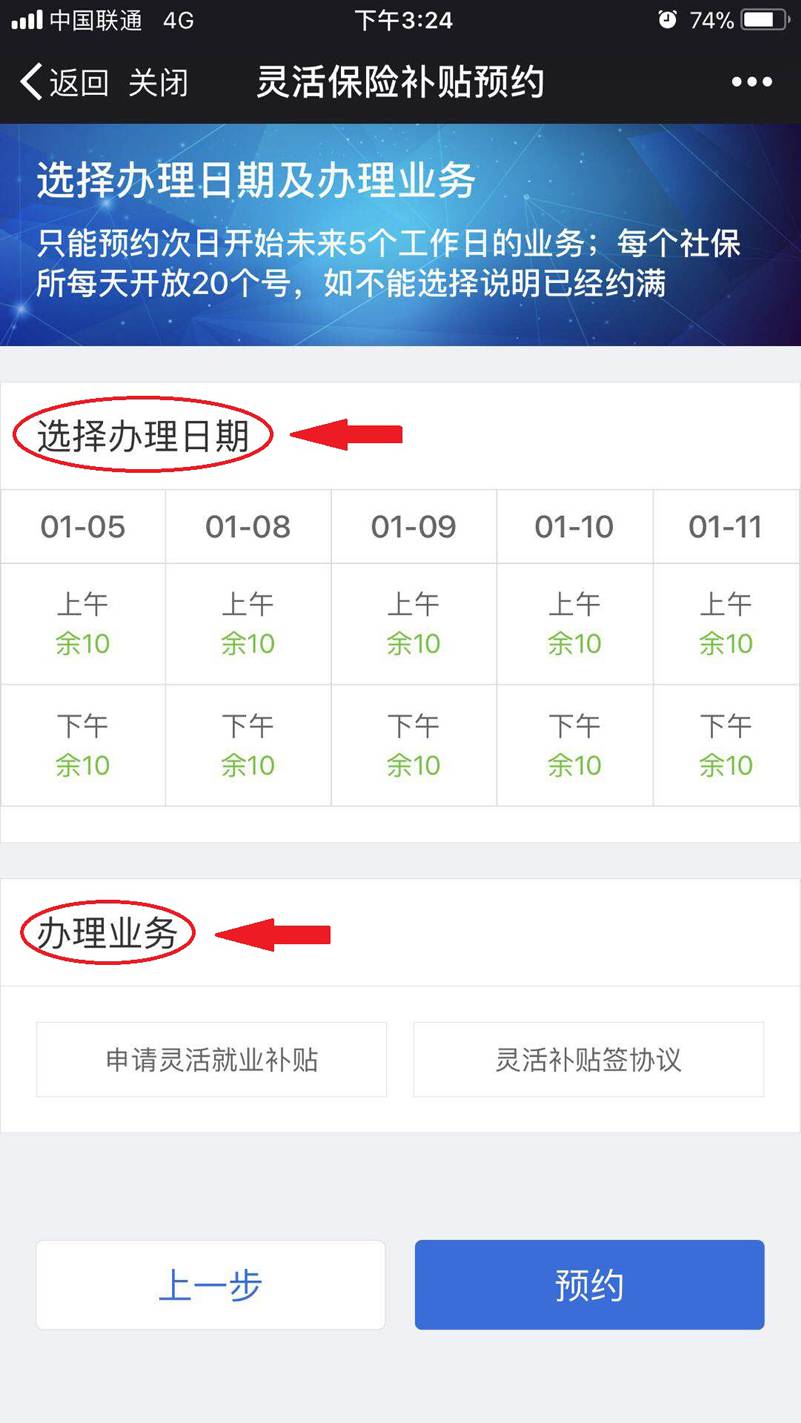 中国联通 4G 下午3:24 74%
返回 关闭 灵活保险补贴预约
选择办理日期及办理业务
只能预约次日开始未来5个工作日的业务；每个社保
所每天开放20个号，如不能选择说明已经约满
选择办理日期
01-05 01-08 01-09 01-10 01-11
上午 上午 上午 上午 上午
余10 余10 余10 余10 余10
下午 下午 下午 下午 下午
余10 余10 余10 余10 余10
办理业务
申请灵活就业补贴 灵活补贴签协议
上一步 预约